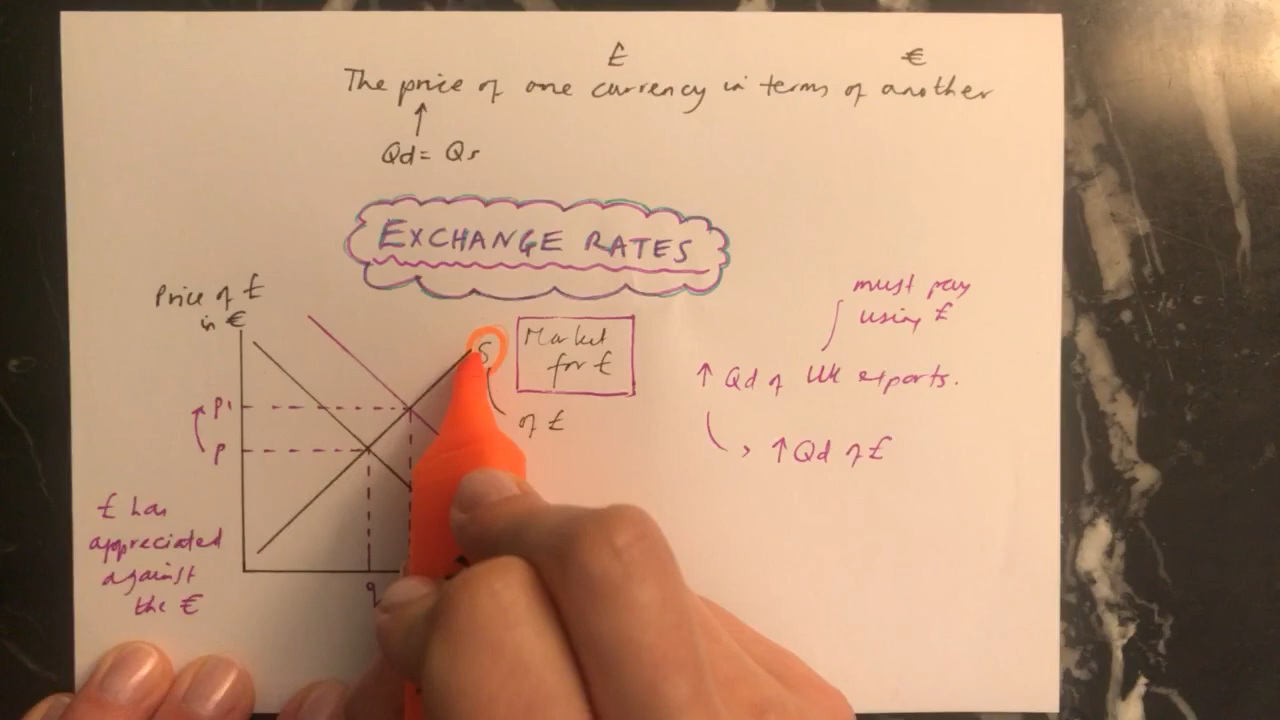 £ €
The price of one currency in terms of another
↑
Qd = Qs
EXCHANGE RATES
Price of £
in €
S
Market
for £
of £
must pay
using £
↑ Qd of UK exports.
↑ Qd of £
P¹
P
£ has
appreciated
against
the €
q